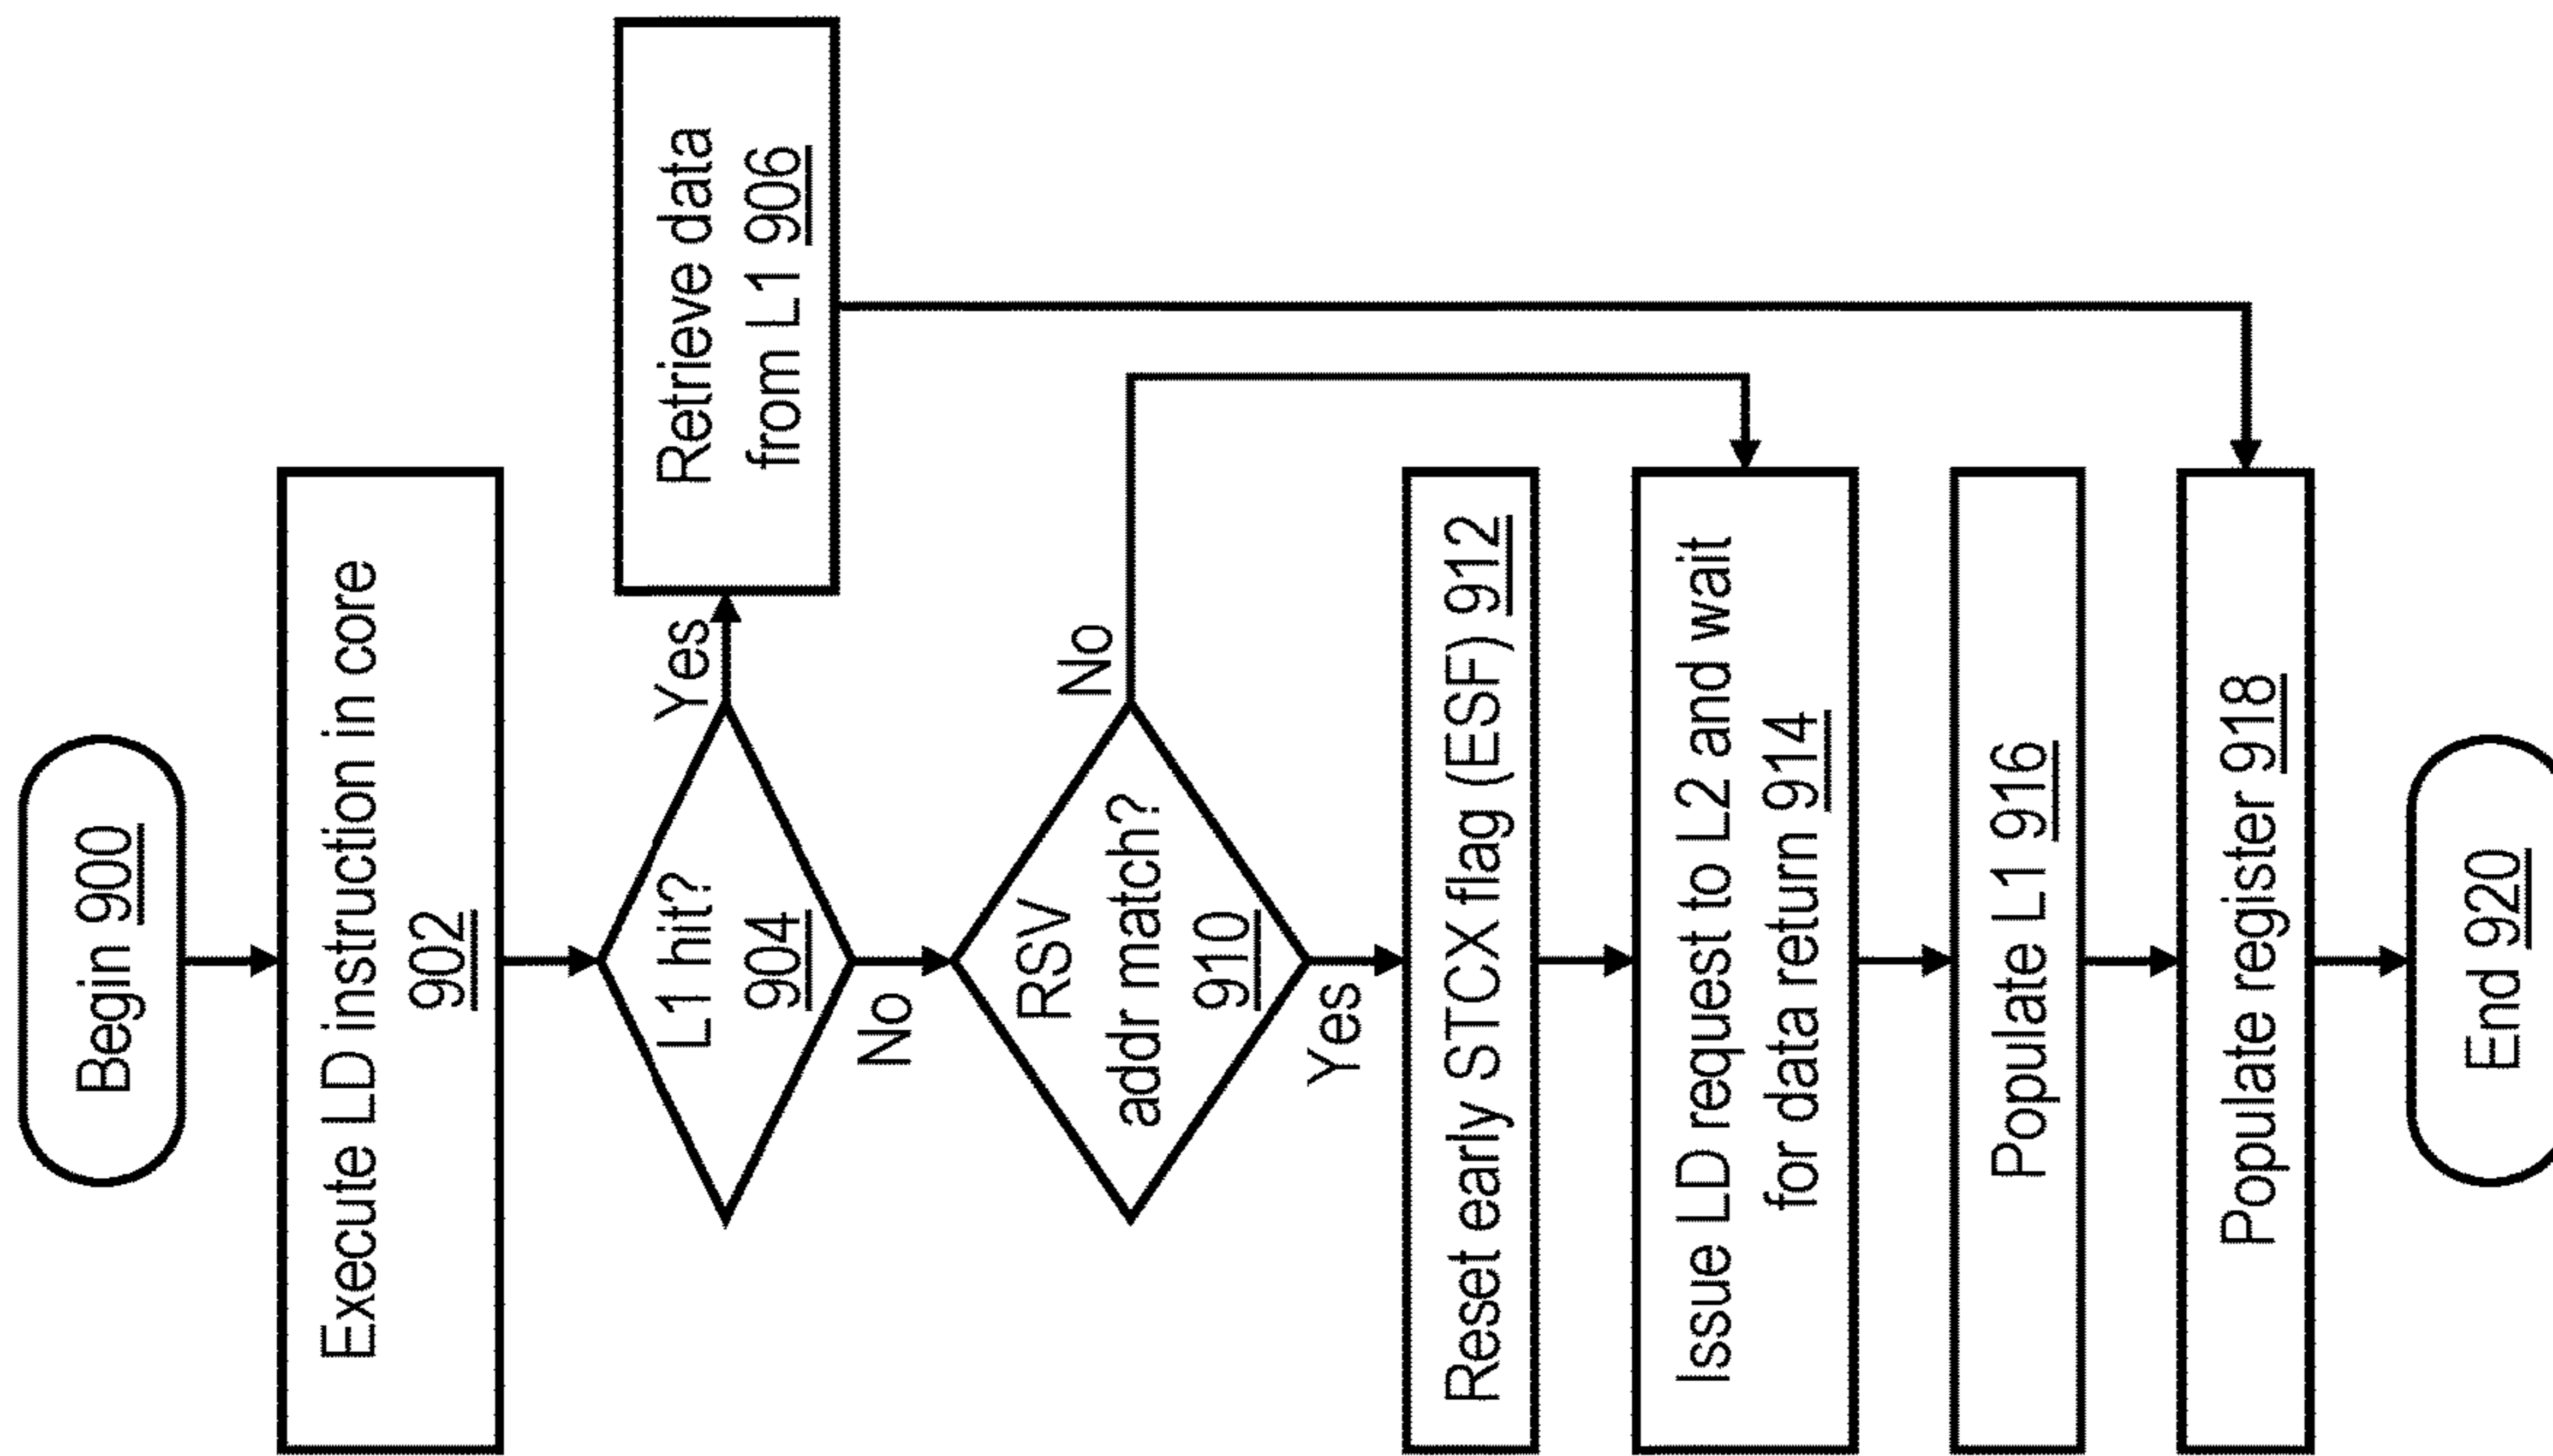 Begin 900
Execute LD instruction in core
902
L1 hit?
904
Yes
Retrieve data
from L1 906
No
RSV
addr match?
910
No
Yes
Reset early STCX flag (ESF) 912
Issue LD request to L2 and wait
for data return 914
Populate L1 916
Populate register 918
End 920